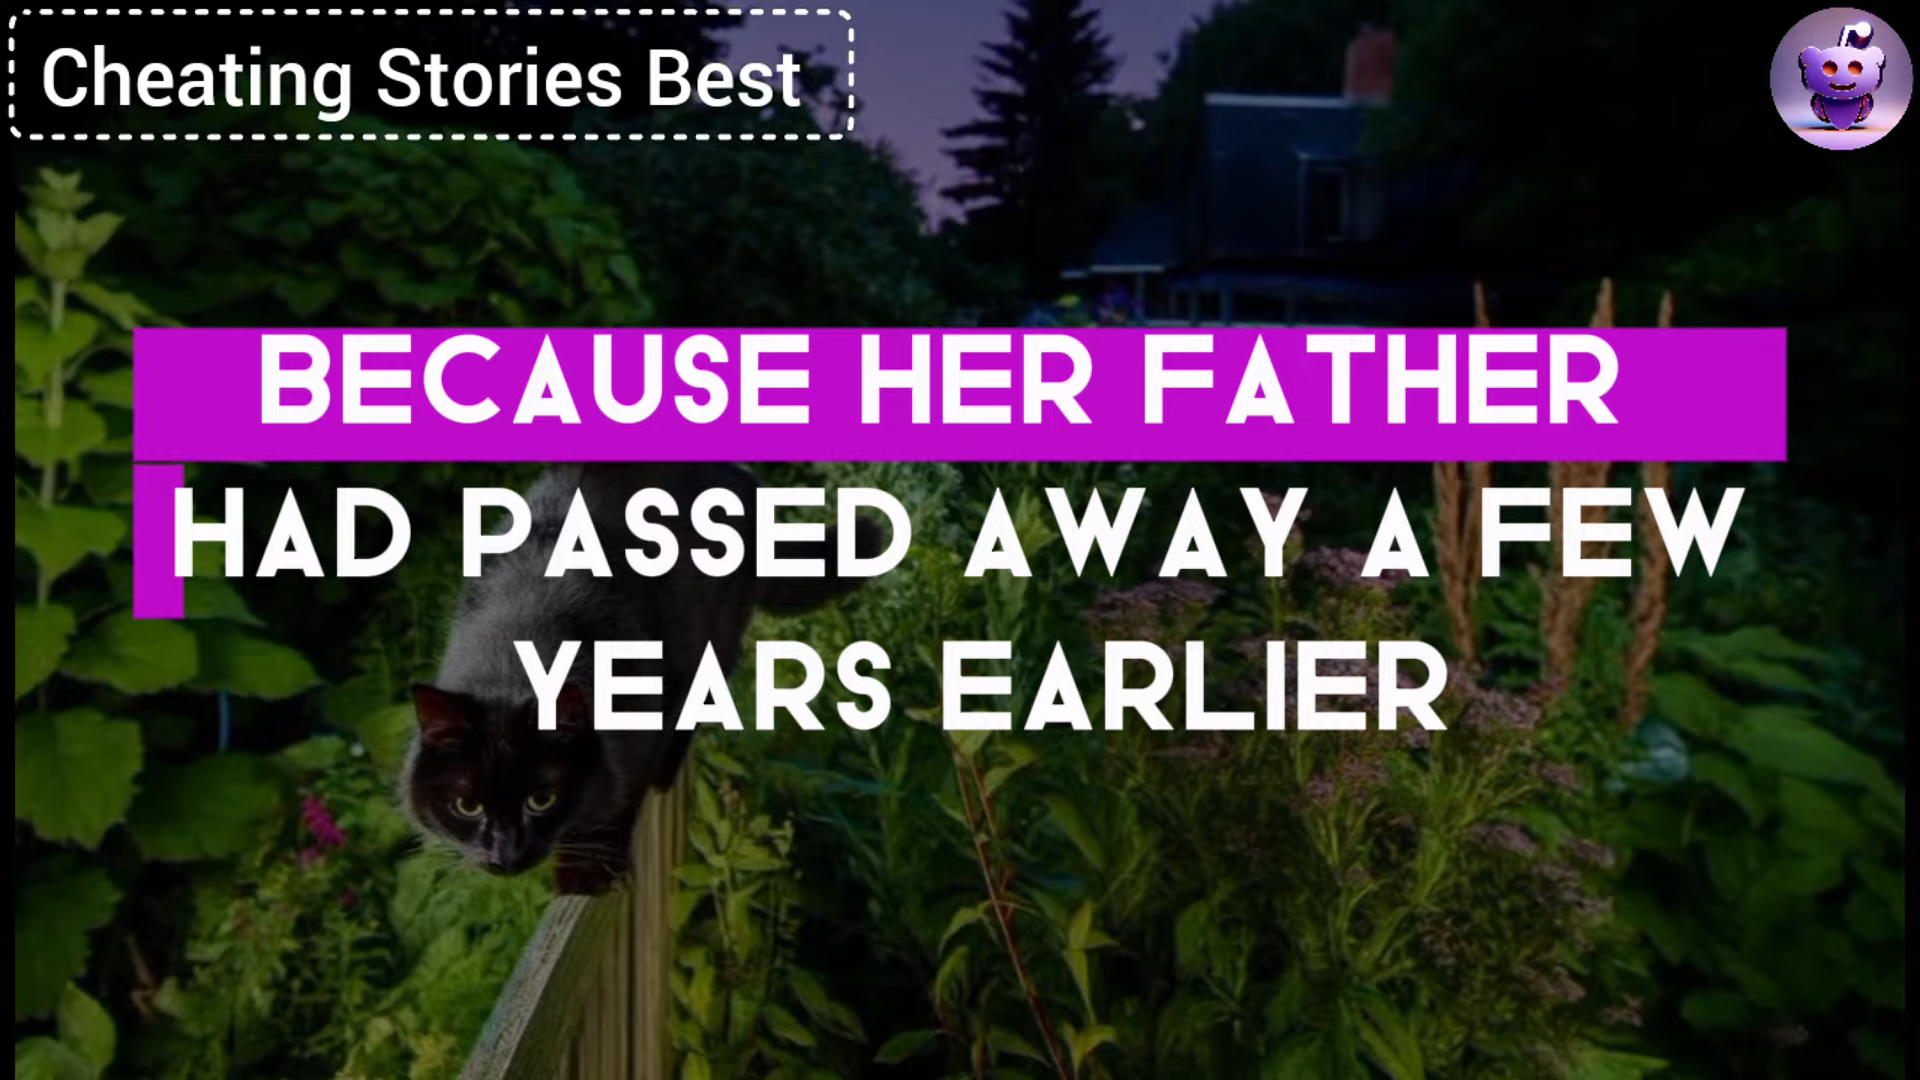 Cheating Stories Best
BECAUSE HER FATHER
HAD PASSED AWAY A FEW
YEARS EARLIER